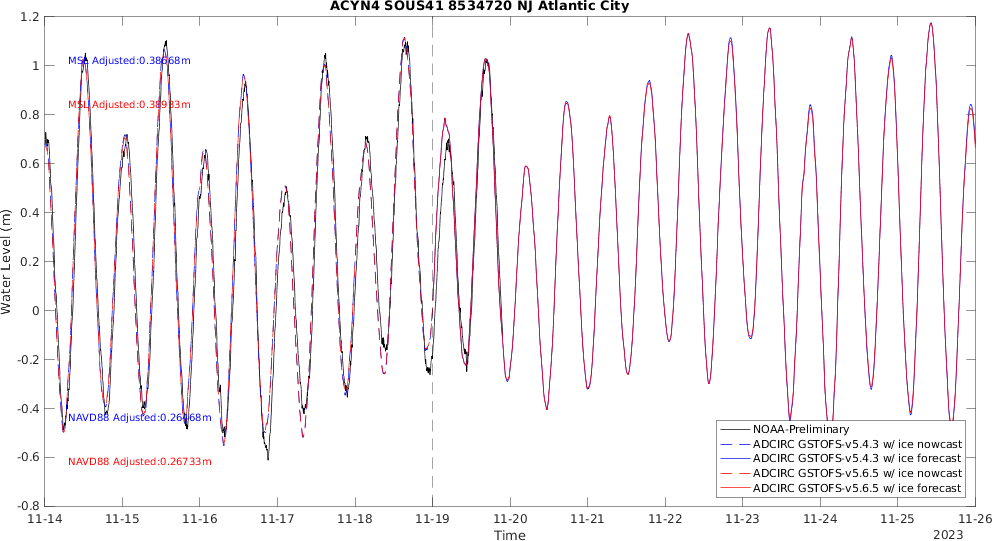 ACYN4 SOUS41 8534720 NJ Atlantic City
1.2
1
0.8
0.6
0.4
0.2
0
-0.2
-0.4
-0.6
-0.8
Water Level (m)
MSL Adjusted:0.38668m
MSL Adjusted:0.38933m
NAVD88 Adjusted:0.26468m
NAVD88 Adjusted:0.26733m
NOAA-Preliminary
ADCIRC GSTOFS-v5.4.3 w/ ice nowcast
ADCIRC GSTOFS-v5.4.3 w/ ice forecast
ADCIRC GSTOFS-v5.6.5 w/ ice nowcast
ADCIRC GSTOFS-v5.6.5 w/ ice forecast
11-14 11-15 11-16 11-17 11-18 11-19 11-20 11-21 11-22 11-23 11-24 11-25 11-26
Time
2023